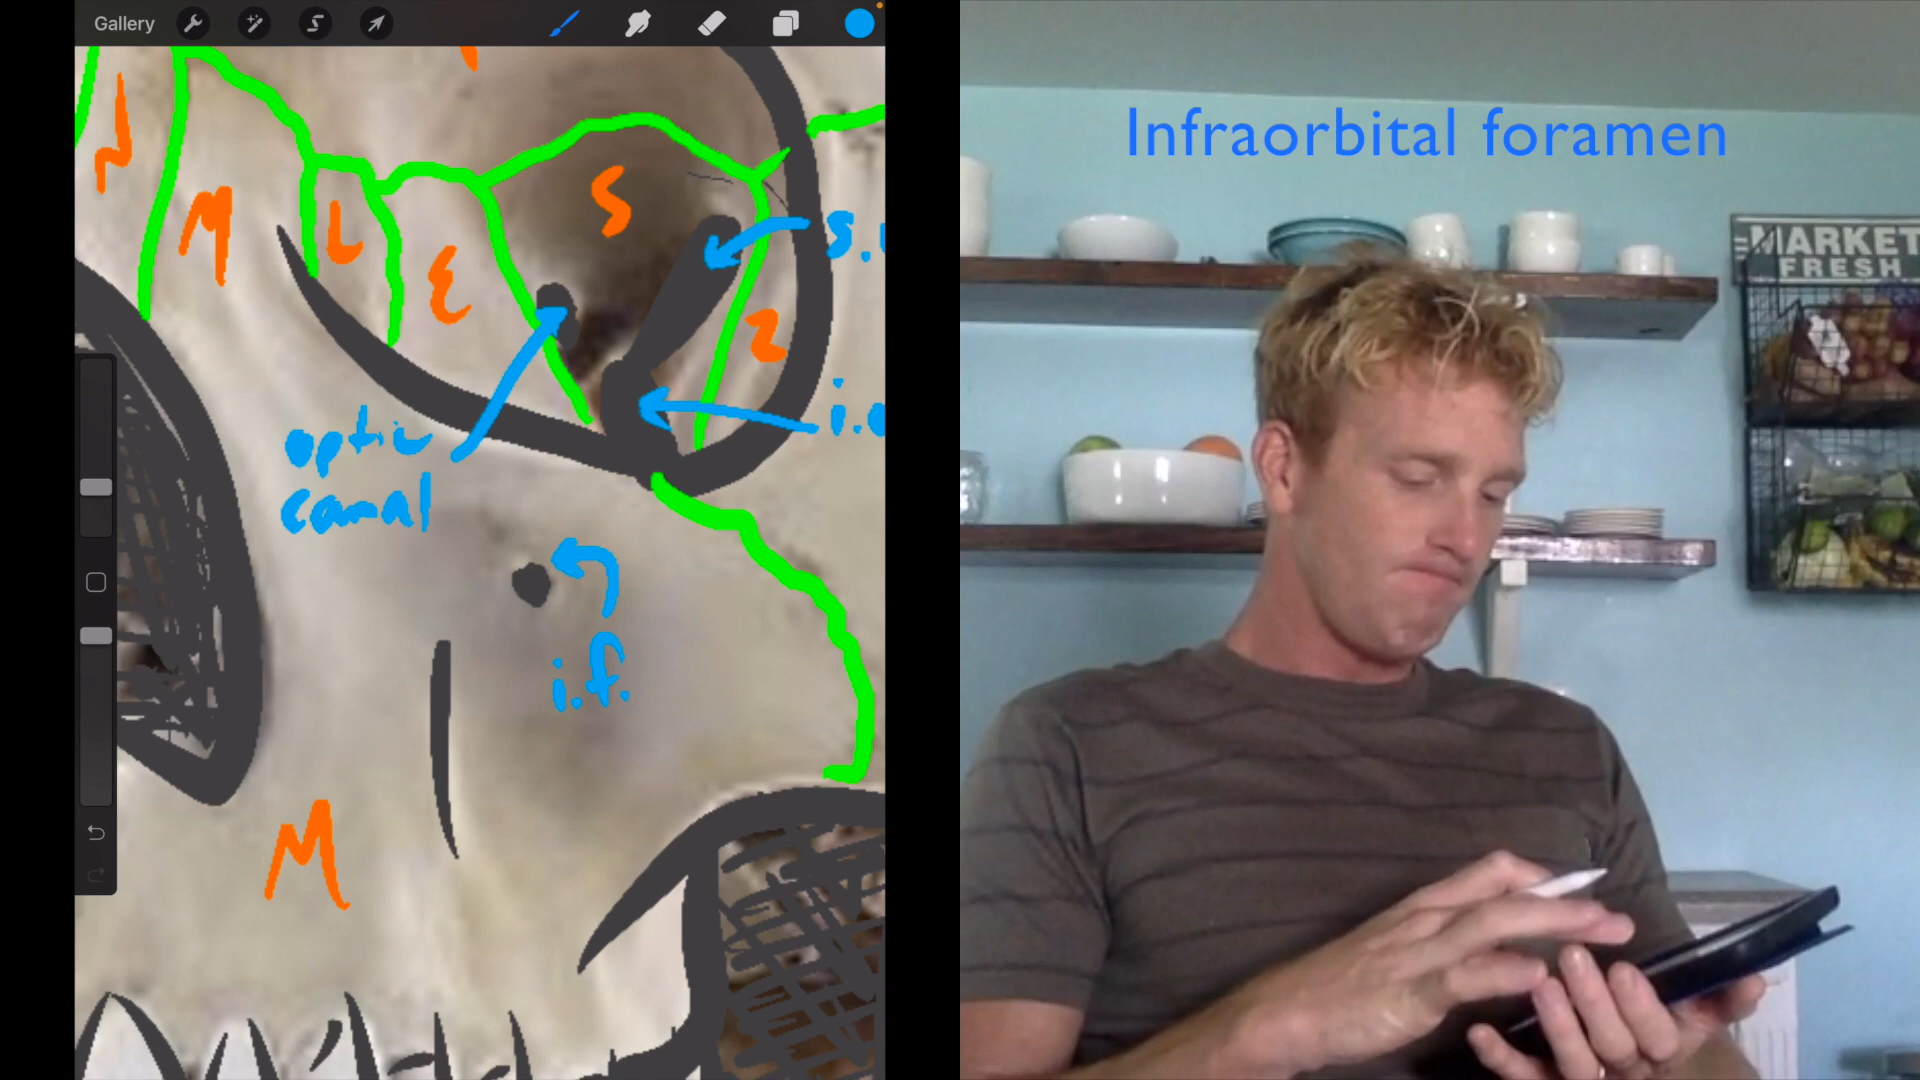 Gallery
Infraorbital foramen
N
M
L
E
S
Z
optic
canal
i.f.
M
MARKET
FRESH